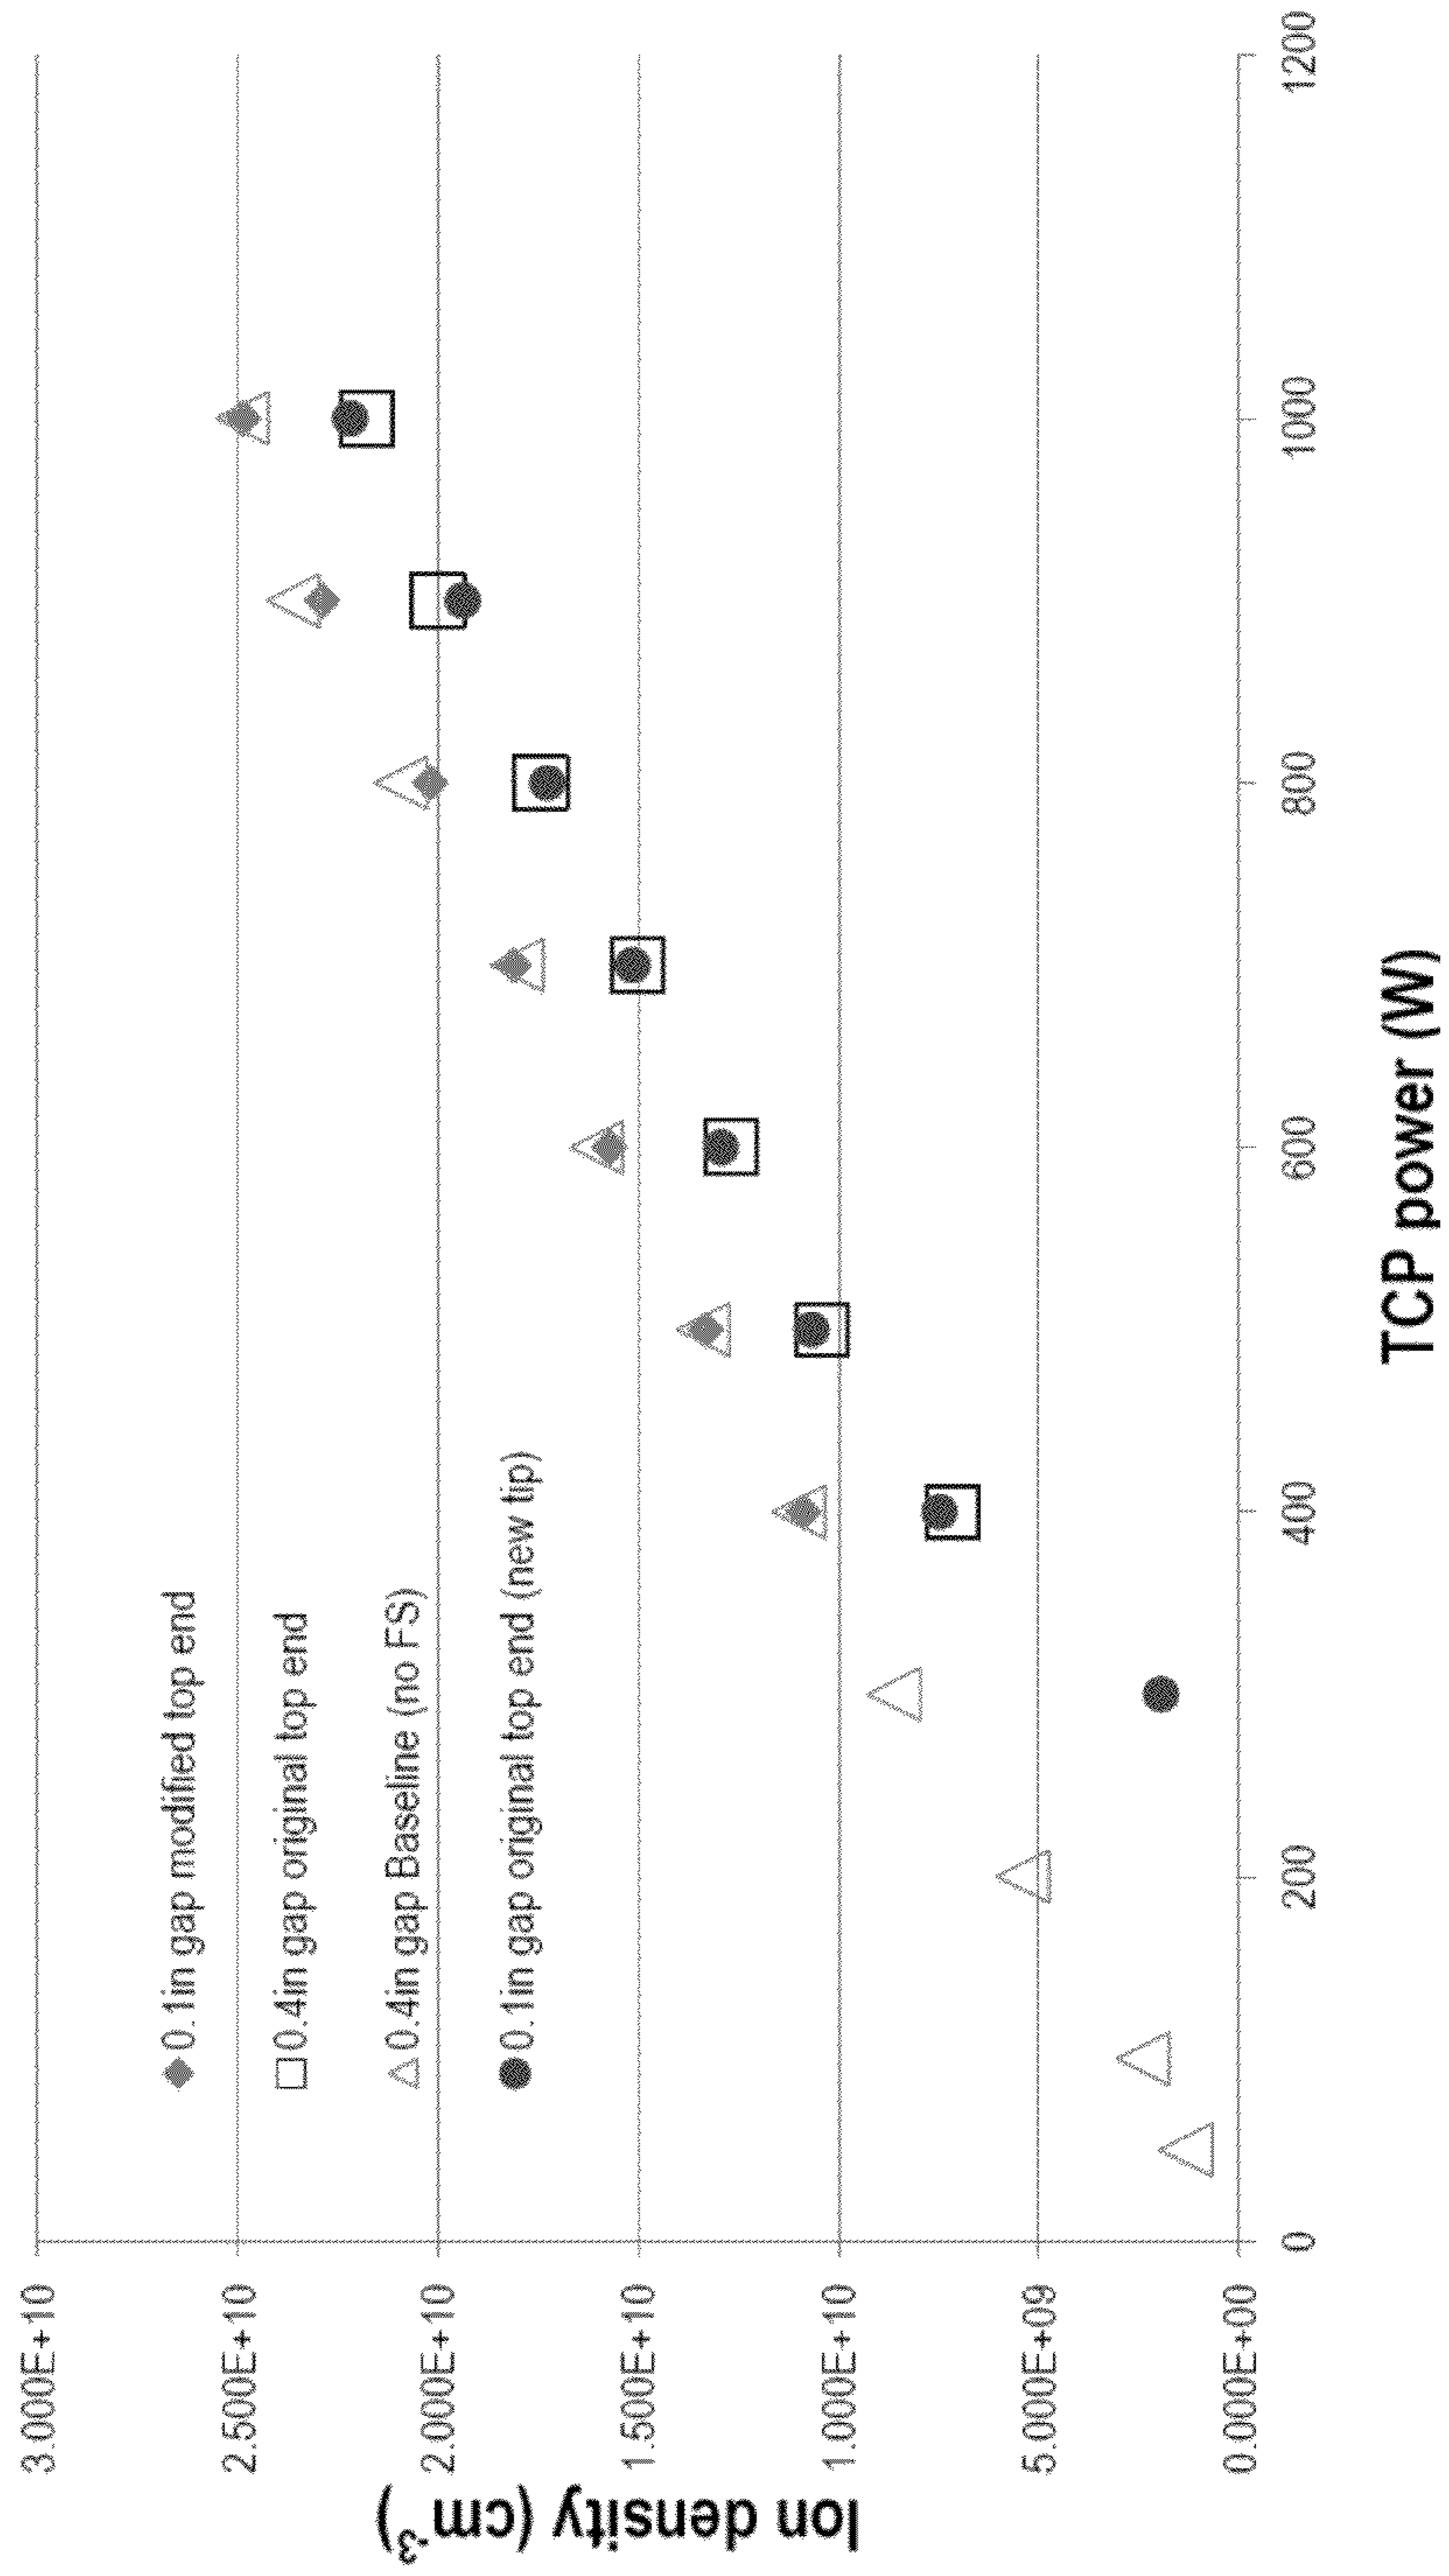 3.000E+10
2.500E+10
2.000E+10
1.500E+10
1.000E+10
5.000E+09
0.000E+00
Ion density (cm-3)
0.1in gap modified top end
0.4in gap original top end
0.4in gap Baseline (no FS)
0.1in gap original top end (new tip)
0
200
400
600
800
1000
1200
TCP power (W)